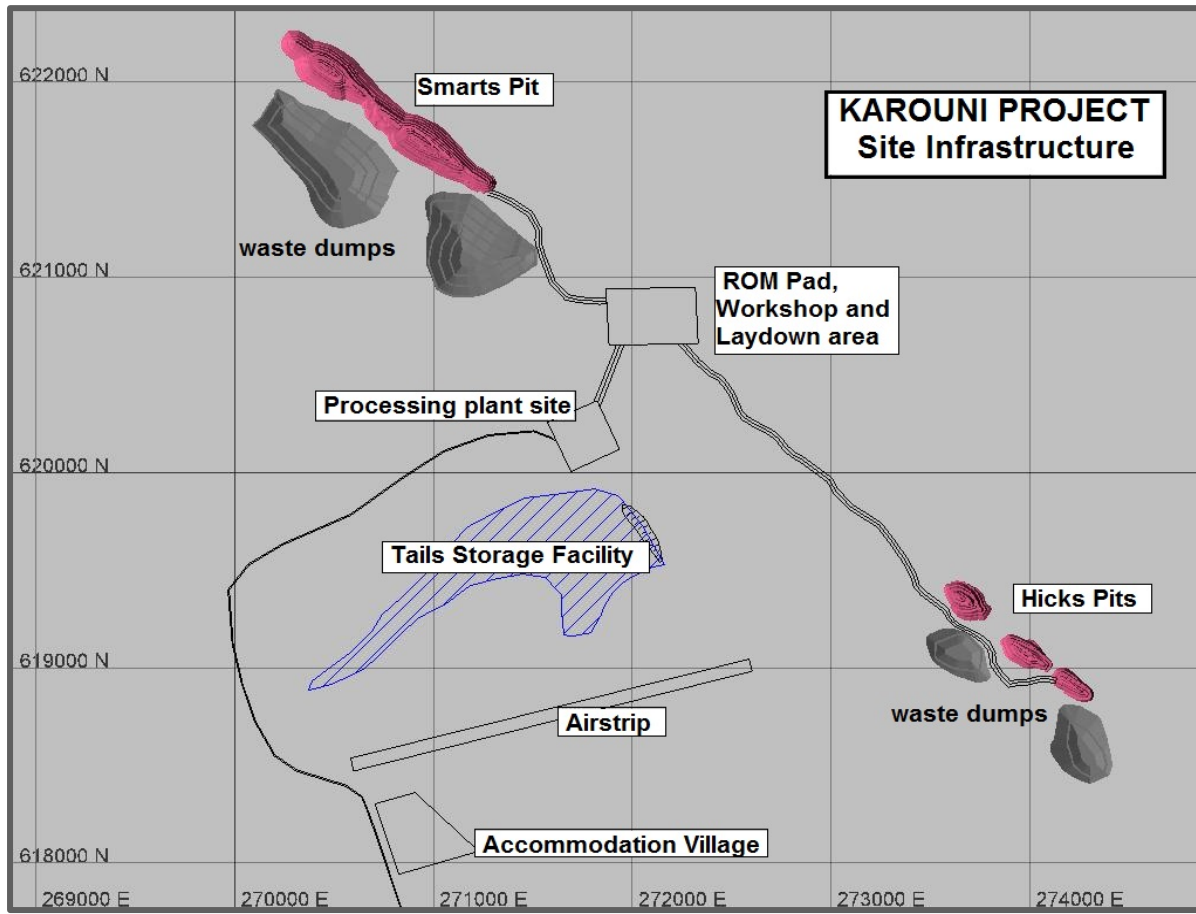 622000 N
Smarts Pit
KAROUNI PROJECT
Site Infrastructure
waste dumps
621000 N
ROM Pad,
Workshop and
Laydown area
Processing plant site
620000 N
Tails Storage Facility
Hicks Pits
619000 N
waste dumps
Airstrip
Accommodation Village
618000 N
269000 E
270000 E
271000 E
272000 E
273000 E
274000 E